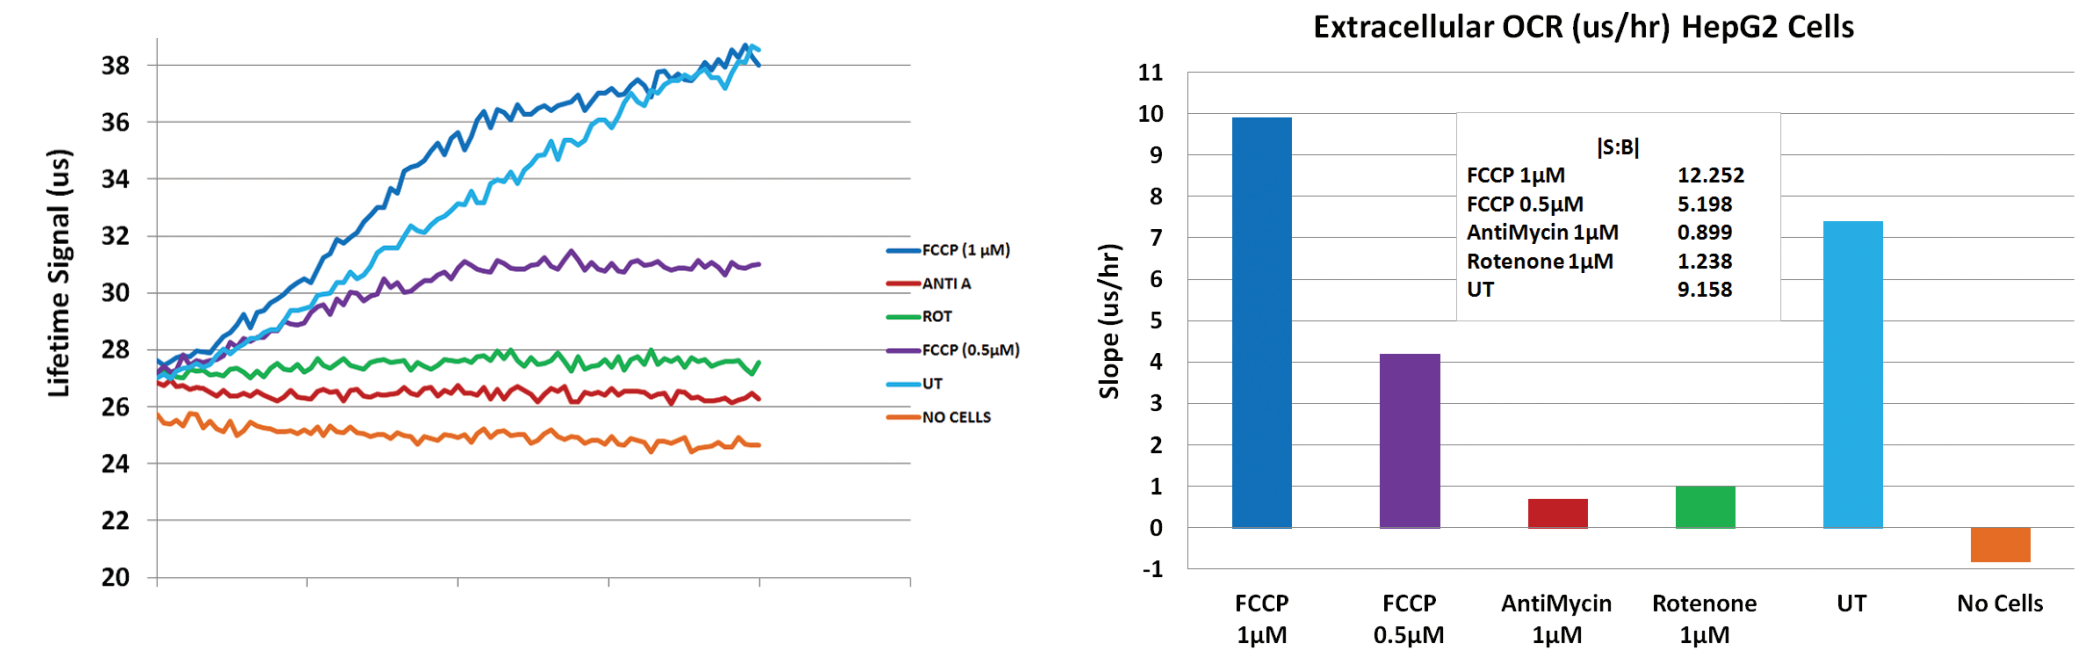 38
36
34
32
30
28
26
24
22
20
Lifetime Signal (us)
FCCP (1 µM)
ANTI A
ROT
FCCP (0.5µM)
UT
NO CELLS
Extracellular OCR (us/hr) HepG2 Cells
11
10
9
8
7
6
5
4
3
2
1
0
-1
Slope (us/hr)
|S:B|
FCCP 1µM 12.252
FCCP 0.5µM 5.198
AntiMycin 1µM 0.899
Rotenone 1µM 1.238
UT 9.158
FCCP FCCP AntiMycin Rotenone UT No Cells
1µM 0.5µM 1µM 1µM